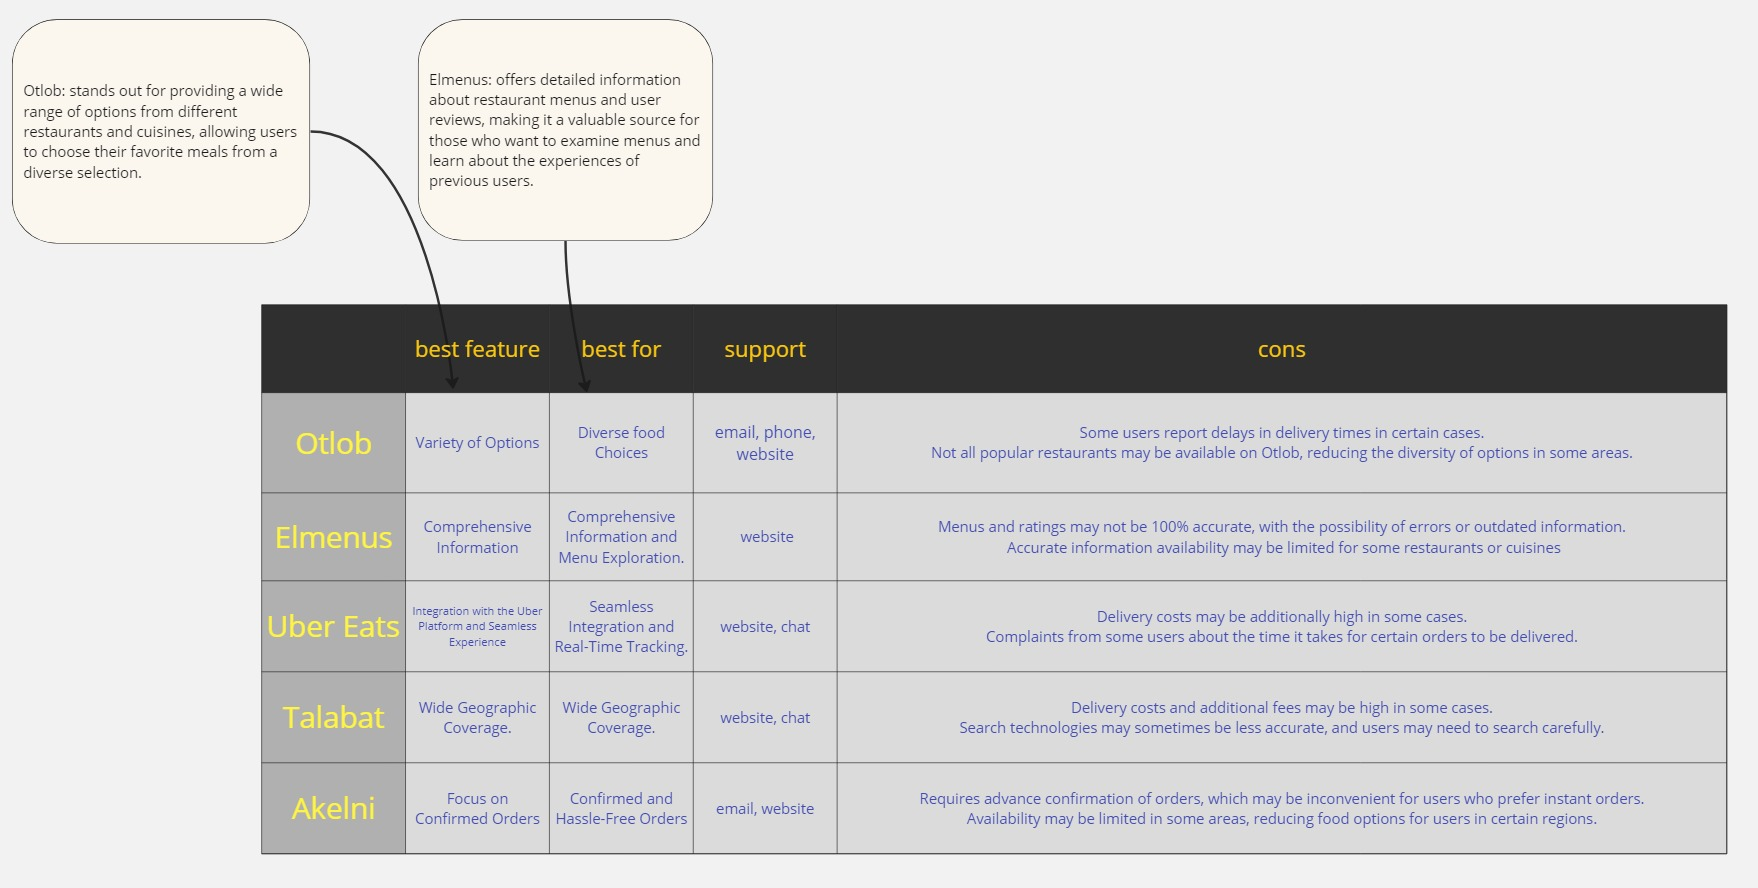 Otlob: stands out for providing a wide
range of options from different
restaurants and cuisines, allowing users
to choose their favorite meals from a
diverse selection.
Elmenus: offers detailed information
about restaurant menus and user
reviews, making it a valuable source for
those who want to examine menus and
learn about the experiences of
previous users.
best feature
best for
support
cons
Otlob
Variety of Options
Diverse food
Choices
email, phone,
website
Some users report delays in delivery times in certain cases.
Not all popular restaurants may be available on Otlob, reducing the diversity of options in some areas.
Elmenus
Comprehensive
Information
Comprehensive
Information and
Menu Exploration.
website
Menus and ratings may not be 100% accurate, with the possibility of errors or outdated information.
Accurate information availability may be limited for some restaurants or cuisines
Uber Eats
Integration with the Uber
Platform and Seamless
Experience
Seamless
Integration and
Real-Time Tracking.
website, chat
Delivery costs may be additionally high in some cases.
Complaints from some users about the time it takes for certain orders to be delivered.
Talabat
Wide Geographic
Coverage.
Wide Geographic
Coverage.
website, chat
Delivery costs and additional fees may be high in some cases.
Search technologies may sometimes be less accurate, and users may need to search carefully.
Akelni
Focus on
Confirmed Orders
Confirmed and
Hassle-Free Orders
email, website
Requires advance confirmation of orders, which may be inconvenient for users who prefer instant orders.
Availability may be limited in some areas, reducing food options for users in certain regions.